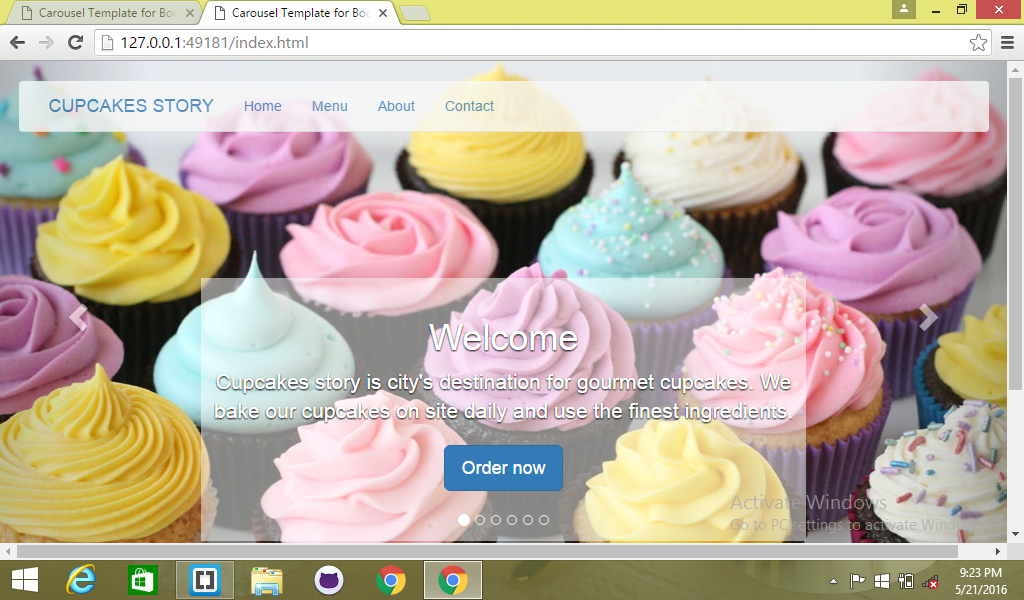 Carousel Template for Boo
Carousel Template for Boo
127.0.0.1:49181/index.html
CUPCAKES STORY Home Menu About Contact
Welcome
Cupcakes story is city's destination for gourmet cupcakes. We
bake our cupcakes on site daily and use the finest ingredients.
Order now
Activate Windows
Go to PC settings to activate Windo
9:23 PM
5/21/2016